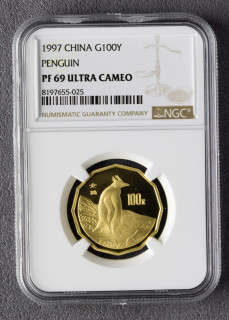 1997 CHINA G100Y
PENGUIN
PF 69 ULTRA CAMEO
8197655-025
NUMISMATIC GUARANTY COMPANY
NGC
100元